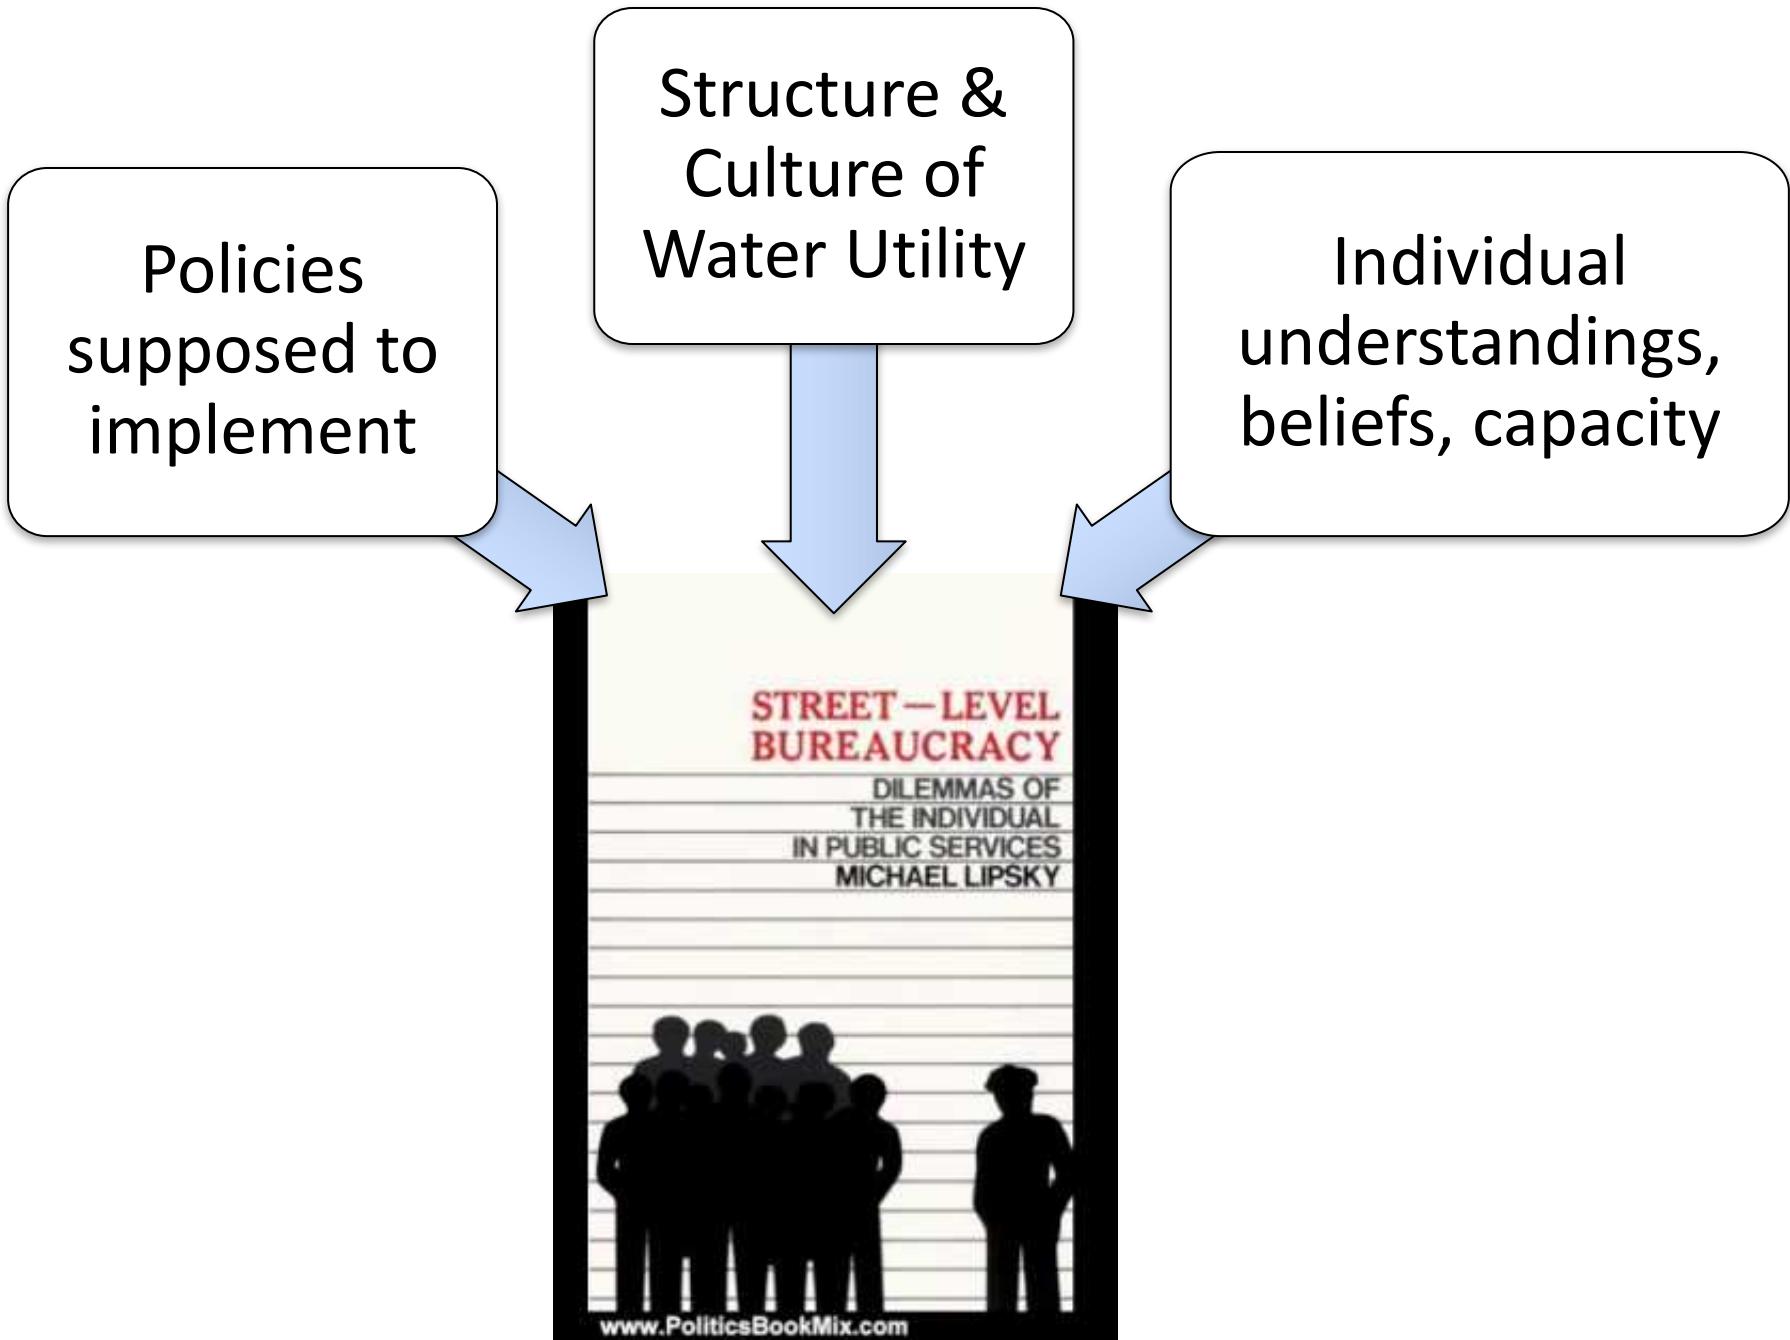 Policies
supposed to
implement
Structure &
Culture of
Water Utility
Individual
understandings,
beliefs, capacity
STREET—LEVEL
BUREAUCRACY
DILEMMAS OF
THE INDIVIDUAL
IN PUBLIC SERVICES
MICHAEL LIPSKY
www.PoliticsBookMix.com